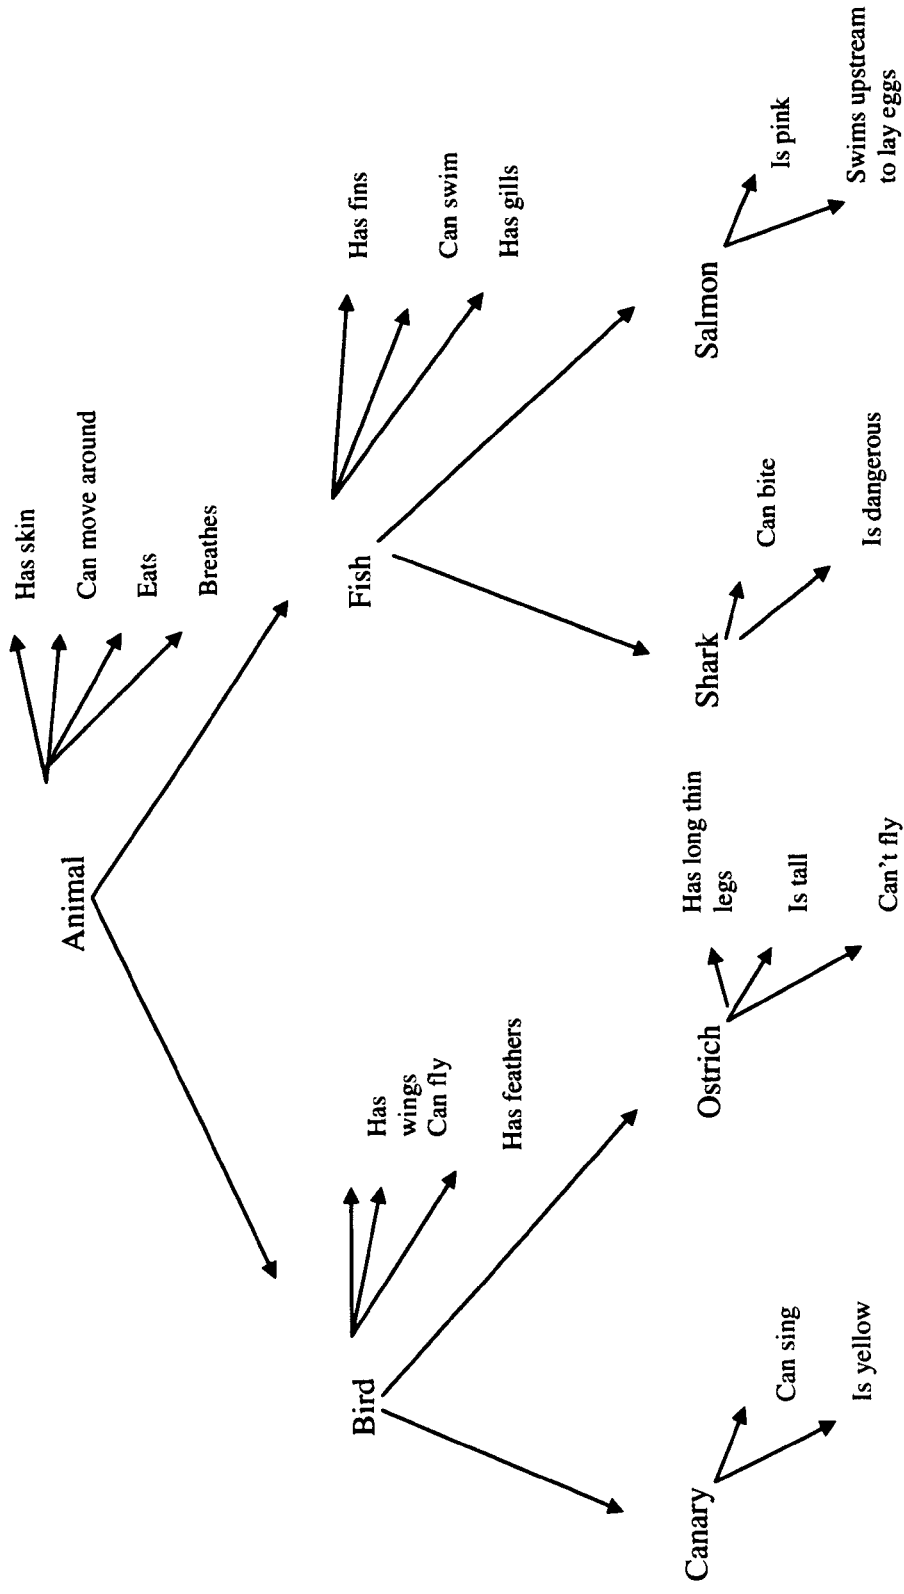 Animal
Has skin
Can move around
Eats
Breathes
Bird
Has
wings
Can fly
Has feathers
Fish
Has fins
Can swim
Has gills
Canary
Can sing
Is yellow
Ostrich
Has long thin
legs
Is tall
Can't fly
Shark
Can bite
Is dangerous
Salmon
Is pink
Swims upstream
to lay eggs